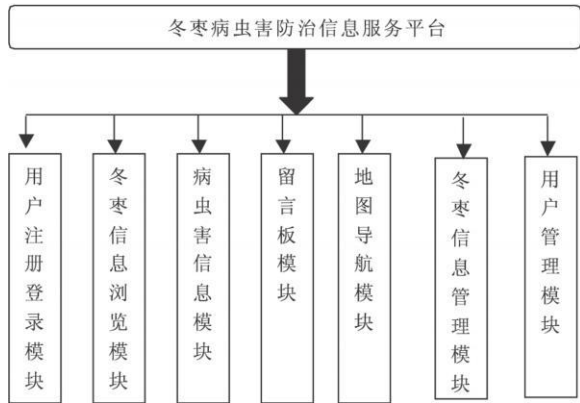 冬枣病虫害防治信息服务平台
用户注册登录模块
冬枣信息浏览模块
病虫害信息模块
留言板模块
地图导航模块
冬枣信息管理模块
用户管理模块